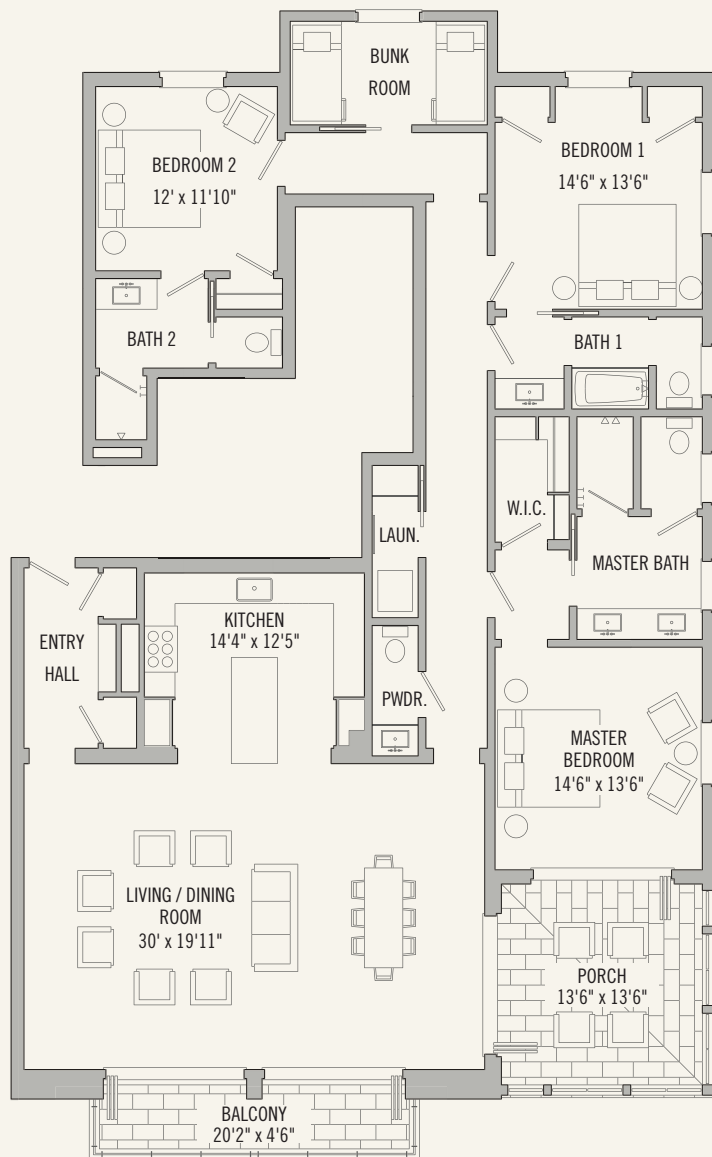 BUNK
ROOM
BEDROOM 2
12' x 11'10"
BEDROOM 1
14'6" x 13'6"
BATH 2
BATH 1
W.I.C.
LAUN.
MASTER BATH
KITCHEN
14'4" x 12'5"
ENTRY
HALL
PWDR.
MASTER
BEDROOM
14'6" x 13'6"
LIVING / DINING
ROOM
30' x 19'11"
PORCH
13'6" x 13'6"
BALCONY
20'2" x 4'6"